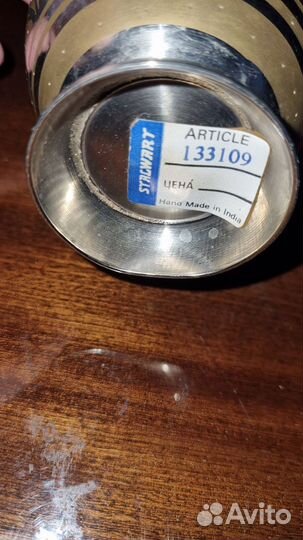 STALWART
ARTICLE
133109
ЦЕНА́
Hand Made in India
Avito